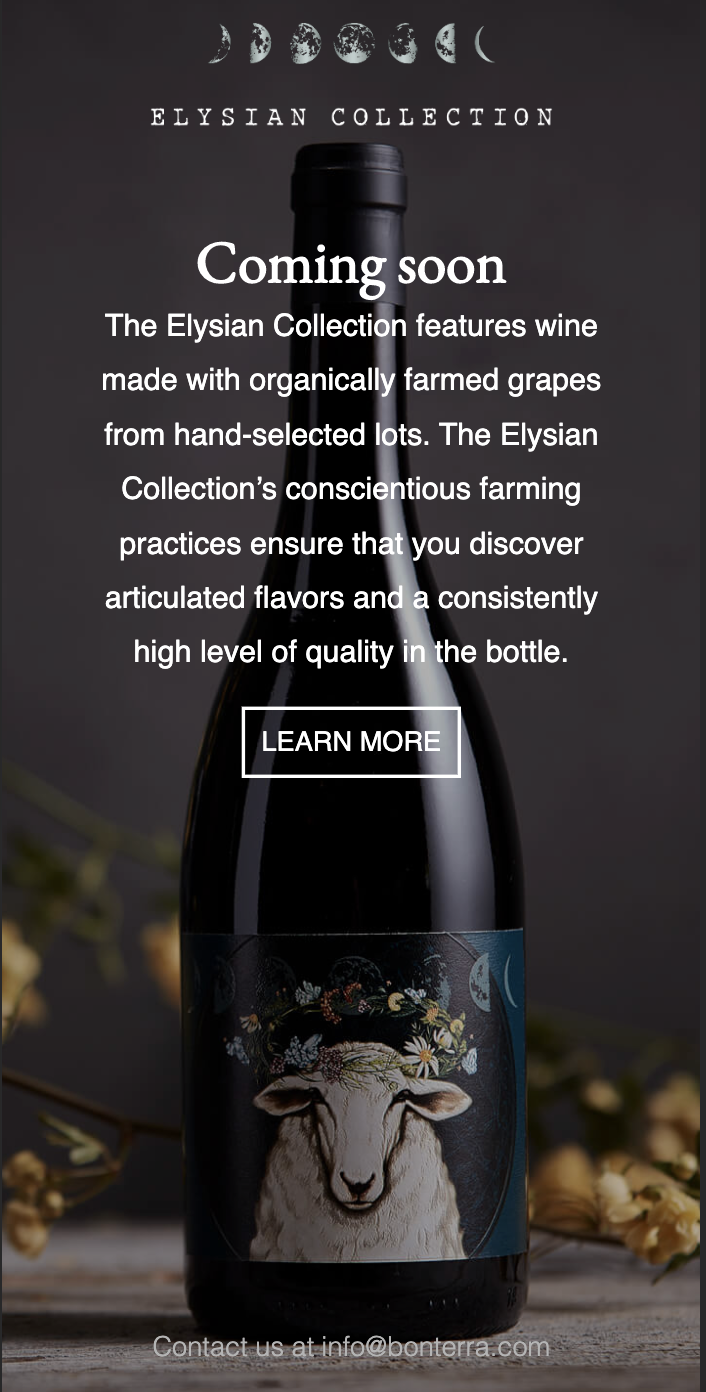 ELYSIAN COLLECTION
Coming soon
The Elysian Collection features wine
made with organically farmed grapes
from hand-selected lots. The Elysian
Collection’s conscientious farming
practices ensure that you discover
articulated flavors and a consistently
high level of quality in the bottle.
LEARN MORE
Contact us at info@bonterra.com